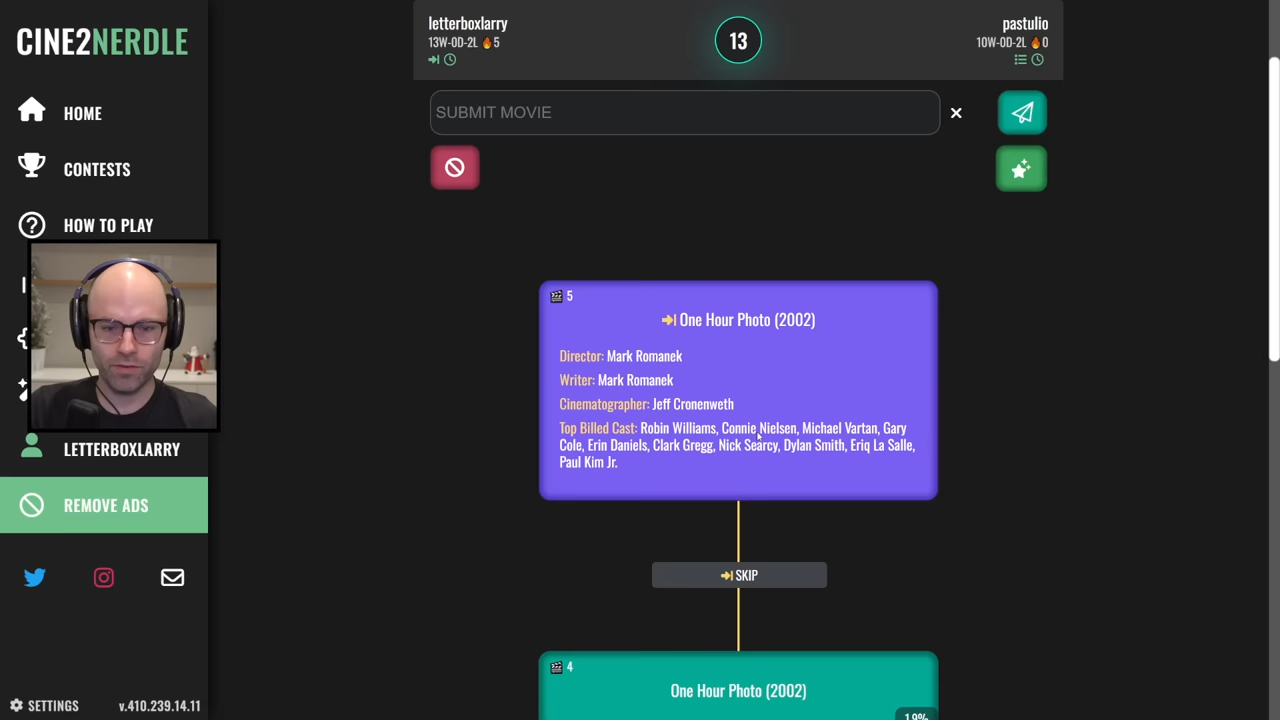 CINE2NERDLE
HOME
CONTESTS
HOW TO PLAY
LETTERBOXLARRY
REMOVE ADS
SETTINGS
v.410.239.14.11
letterboxlarry
13W-0D-2L 🔥5
13
pastulio
10W-0D-2L 🔥0
SUBMIT MOVIE
5
One Hour Photo (2002)
Director: Mark Romanek
Writer: Mark Romanek
Cinematographer: Jeff Cronenweth
Top Billed Cast: Robin Williams, Connie Nielsen, Michael Vartan, Gary
Cole, Erin Daniels, Clark Gregg, Nick Searcy, Dylan Smith, Eriq La Salle,
Paul Kim Jr.
SKIP
4
One Hour Photo (2002)